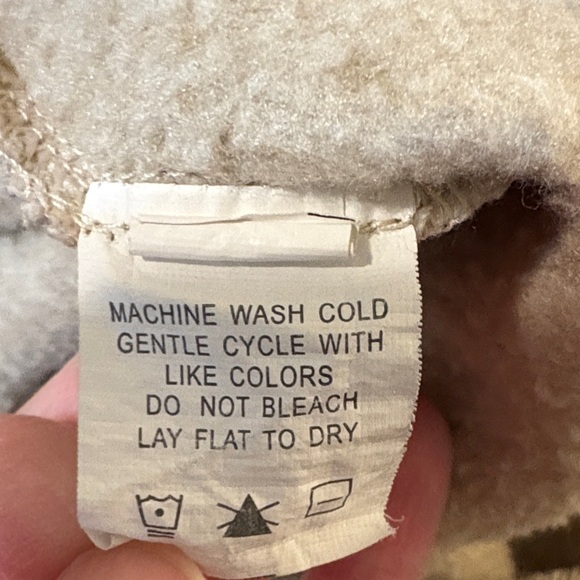 MACHINE WASH COLD
GENTLE CYCLE WITH
LIKE COLORS
DO NOT BLEACH
LAY FLAT TO DRY